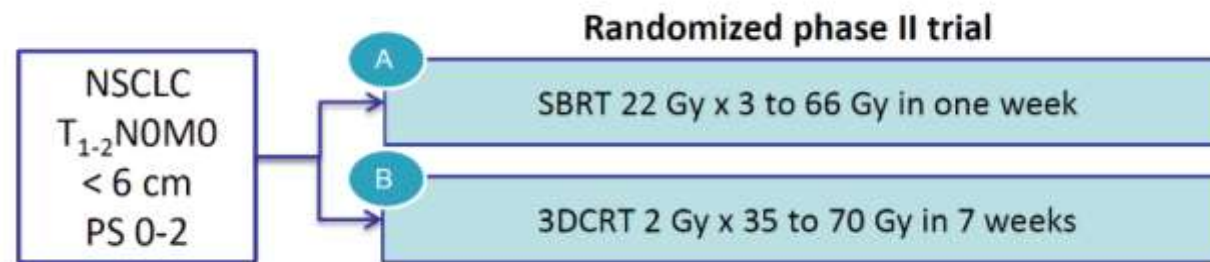 Randomized phase II trial
NSCLC
T₁₋₂N0M0
< 6 cm
PS 0-2
A
SBRT 22 Gy x 3 to 66 Gy in one week
B
3DCRT 2 Gy x 35 to 70 Gy in 7 weeks